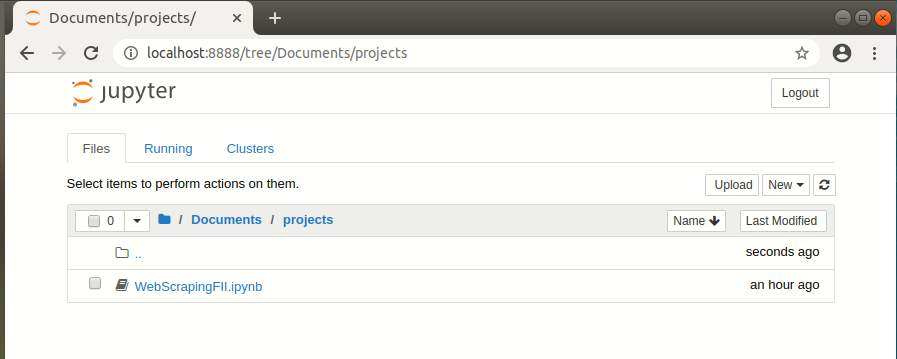 Documents/projects/
localhost:8888/tree/Documents/projects
jupyter
Logout
Files Running Clusters
Select items to perform actions on them.
Upload New
0 / Documents / projects Name Last Modified
.. seconds ago
WebScrapingFII.ipynb an hour ago